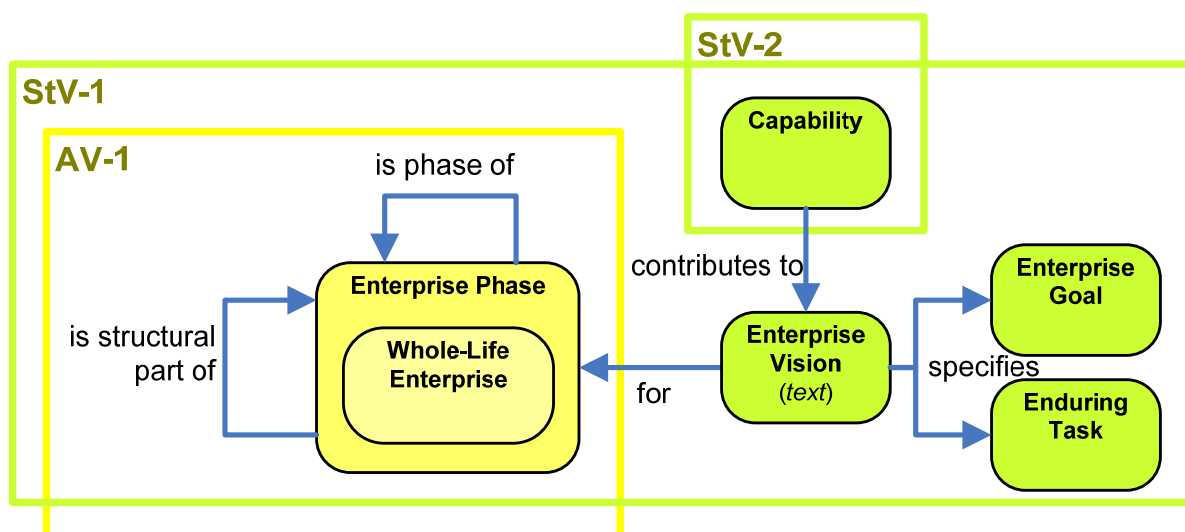 StV-2
StV-1
Capability
AV-1
is phase of
contributes to
Enterprise Phase
Enterprise
Goal
is structural
part of
Whole-Life
Enterprise
Enterprise
Vision
(text)
for
specifies
Enduring
Task